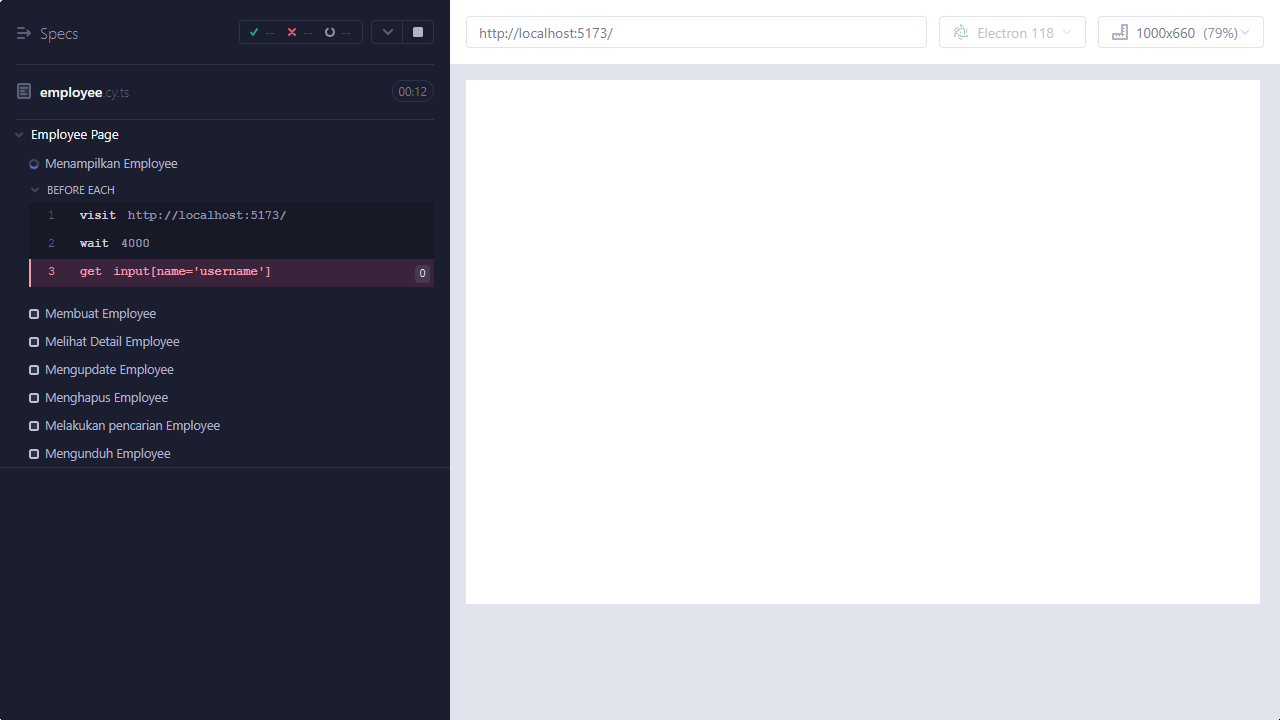 Specs
-- -- --
employee.cy.ts
00:12
Employee Page
Menampilkan Employee
BEFORE EACH
1 visit http://localhost:5173/
2 wait 4000
3 get input[name='username'] 0
Membuat Employee
Melihat Detail Employee
Mengupdate Employee
Menghapus Employee
Melakukan pencarian Employee
Mengunduh Employee
http://localhost:5173/
Electron 118
1000x660 (79%)